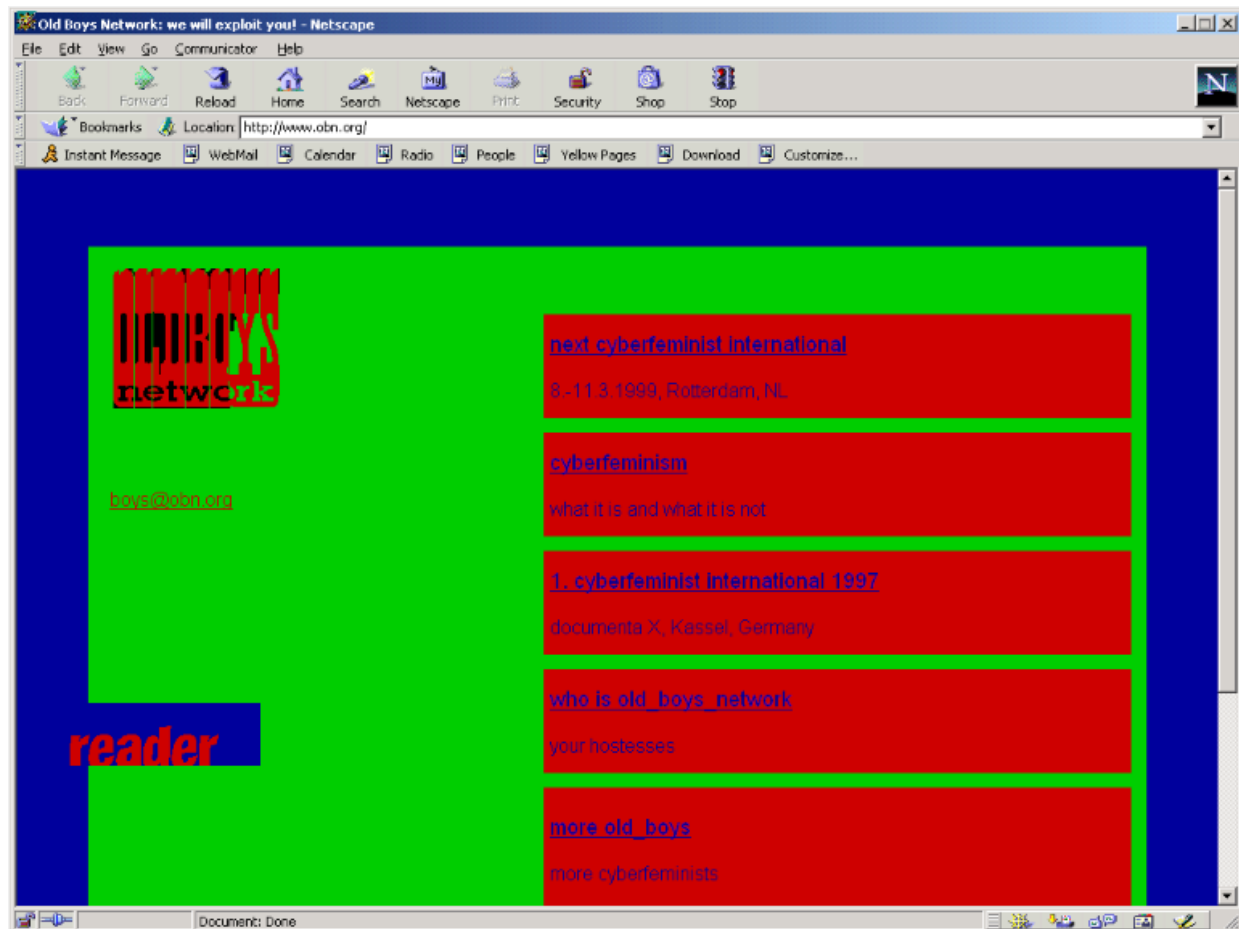 Old Boys Network: we will exploit you! - Netscape
File Edit View Go Communicator Help
Back Forward Reload Home Search Netscape Print Security Shop Stop
My
N
Bookmarks Location: http://www.obn.org/
Instant Message WebMail Calendar Radio People Yellow Pages Download Customize...
OLDBOYS
network
boys@obn.org
reader
next cyberfeminist international
8.-11.3.1999, Rotterdam, NL
cyberfeminism
what it is and what it is not
1. cyberfeminist international 1997
documenta X, Kassel, Germany
who is old_boys_network
your hostesses
more old_boys
more cyberfeminists
Document: Done